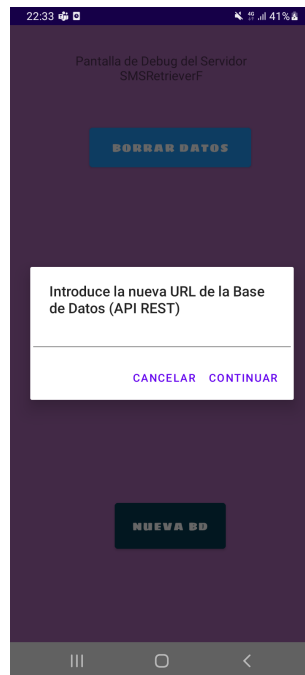 22:33 41%
Pantalla de Debug del Servidor
SMSRetrieverF
BORRAR DATOS
Introduce la nueva URL de la Base
de Datos (API REST)
CANCELAR CONTINUAR
NUEVA BD